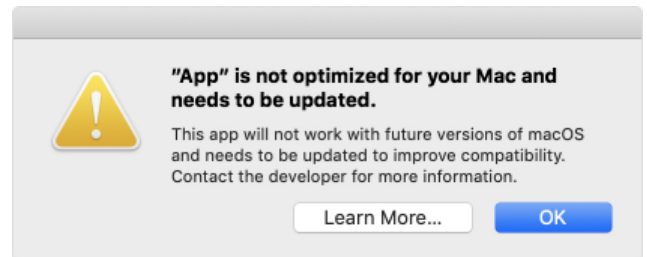 "App" is not optimized for your Mac and
needs to be updated.
This app will not work with future versions of macOS
and needs to be updated to improve compatibility.
Contact the developer for more information.
Learn More...
OK